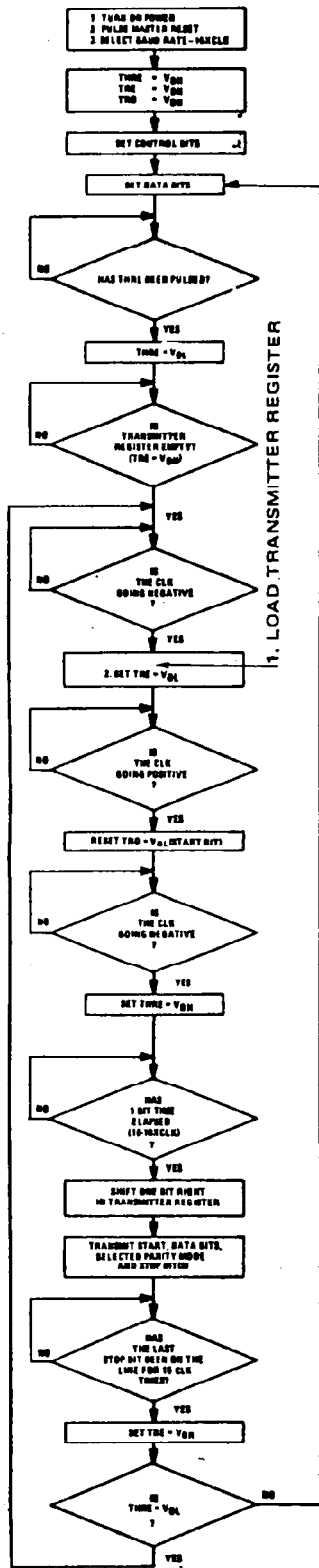 1 TURN ON POWER
2 PULSE MASTER RESET
3 SELECT BAUD RATE-16XCLK
THRE = VOH
TRE = VOH
TRO = VOH
SET CONTROL BITS
SET DATA BITS
HAS THRL BEEN PULSED?
NO
YES
THRE = VOL
IS
TRANSMITTER
REGISTER EMPTY?
(TRE = VOH)
NO
YES
IS
THE CLK
GOING NEGATIVE
?
NO
YES
1. LOAD TRANSMITTER REGISTER
2. SET TRE = VOL
IS
THE CLK
GOING POSITIVE
?
NO
YES
RESET TRO = VOL (START BIT)
IS
THE CLK
GOING NEGATIVE
?
NO
YES
SET THRE = VOH
HAS
1 BIT TIME
ELAPSED
(16-16XCLK)
?
NO
YES
SHIFT ONE BIT RIGHT
IN TRANSMITTER REGISTER
TRANSMIT START, DATA BITS,
SELECTED PARITY MODE
AND STOP BIT(S)
HAS
THE LAST
STOP BIT BEEN ON THE
LINE FOR 16 CLK
TIMES?
NO
YES
SET TRE = VOH
IS
THRE = VOL
?
NO
YES